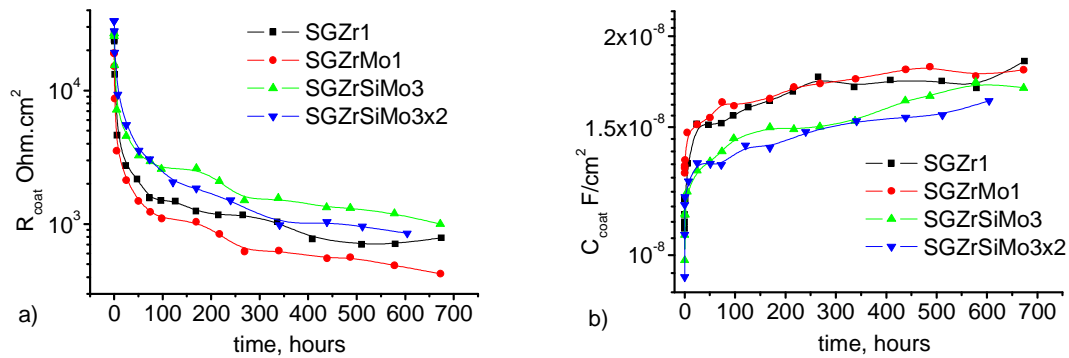 SGZr1
SGZrMo1
SGZrSiMo3
SGZrSiMo3x2
10^4
10^3
R_coat Ohm.cm^2
0 100 200 300 400 500 600 700
time, hours
a)
2x10^-8
1.5x10^-8
10^-8
C_coat F/cm^2
SGZr1
SGZrMo1
SGZrSiMo3
SGZrSiMo3x2
0 100 200 300 400 500 600 700
time, hours
b)